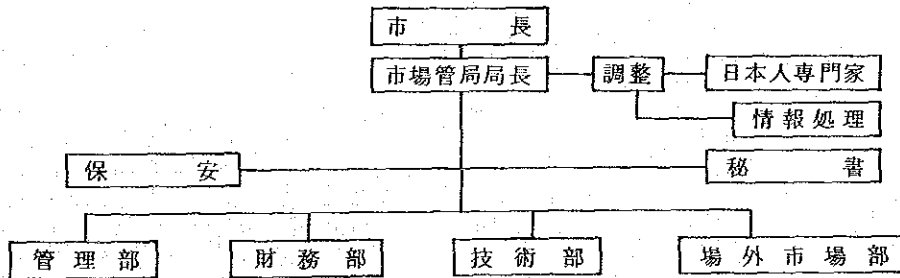 市長
市場管局局長 調整 日本人専門家
情報処理
保安 秘書
管理部 財務部 技術部 場外市場部